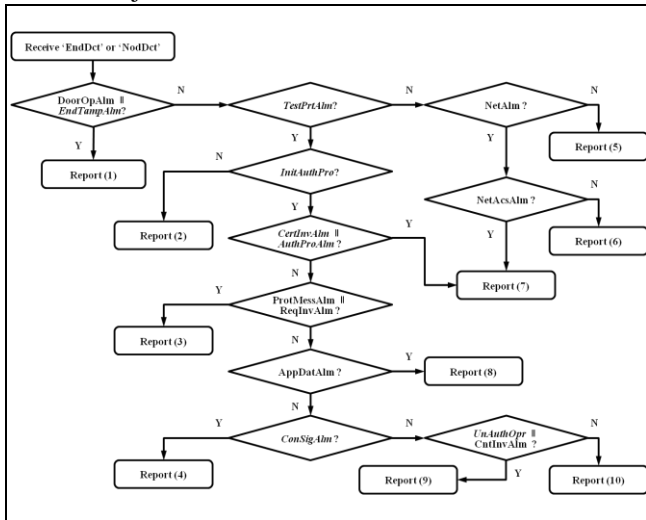 Receive ‘EndDct’ or ‘NodDct’
N
N
N
DoorOpAlm ||
EndTampAlm?
TestPrtAlm?
NetAlm ?
Y
Y
Y
Report (1)
Report (5)
N
InitAuthPro?
N
NetAcsAlm ?
Report (2)
Y
Y
Y
Report (6)
CertInvAlm ||
AuthProAlm ?
N
Report (7)
Y
ProtMessAlm ||
ReqInvAlm ?
Report (3)
N
Y
AppDatAlm ?
Report (8)
N
Y
N
N
ConSigAlm ?
UnAuthOpr ||
CntInvAlm ?
Report (4)
Y
Report (9)
Report (10)